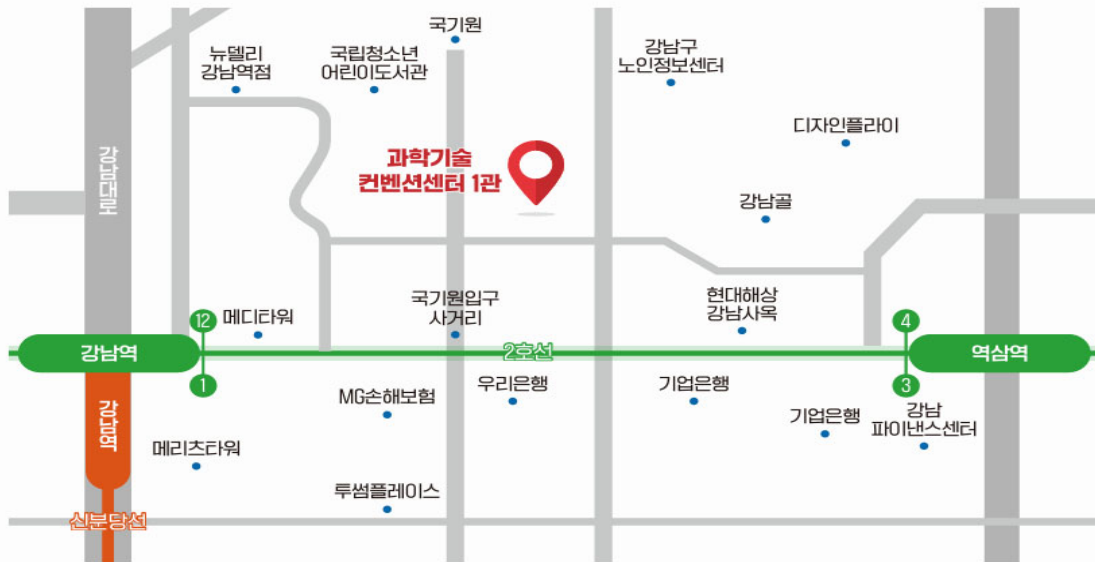 국기원
뉴델리
강남역점
국립청소년
어린이도서관
강남구
노인정보센터
디자인플라이
강남대로
과학기술
컨벤션센터 1관
강남골
12
메디타워
국기원입구
사거리
현대해상
강남사옥
4
강남역
2호선
역삼역
1
3
강남역
MG손해보험
우리은행
기업은행
기업은행
강남
파이낸스센터
메리츠타워
투썸플레이스
신분당선